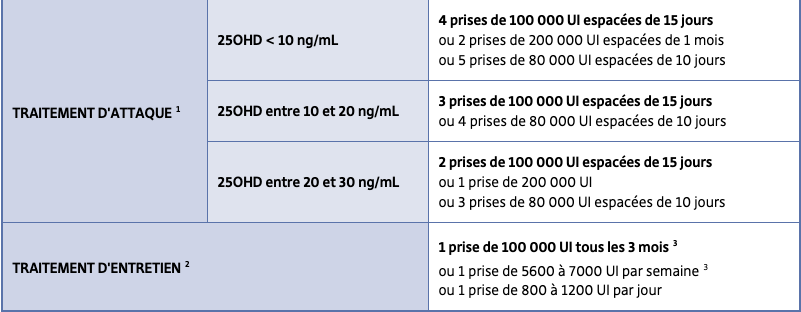 25OHD < 10 ng/mL
4 prises de 100 000 UI espacées de 15 jours
ou 2 prises de 200 000 UI espacées de 1 mois
ou 5 prises de 80 000 UI espacées de 10 jours
TRAITEMENT D'ATTAQUE ¹
25OHD entre 10 et 20 ng/mL
3 prises de 100 000 UI espacées de 15 jours
ou 4 prises de 80 000 UI espacées de 10 jours
25OHD entre 20 et 30 ng/mL
2 prises de 100 000 UI espacées de 15 jours
ou 1 prise de 200 000 UI
ou 3 prises de 80 000 UI espacées de 10 jours
TRAITEMENT D'ENTRETIEN ²
1 prise de 100 000 UI tous les 3 mois ³
ou 1 prise de 5600 à 7000 UI par semaine ³
ou 1 prise de 800 à 1200 UI par jour